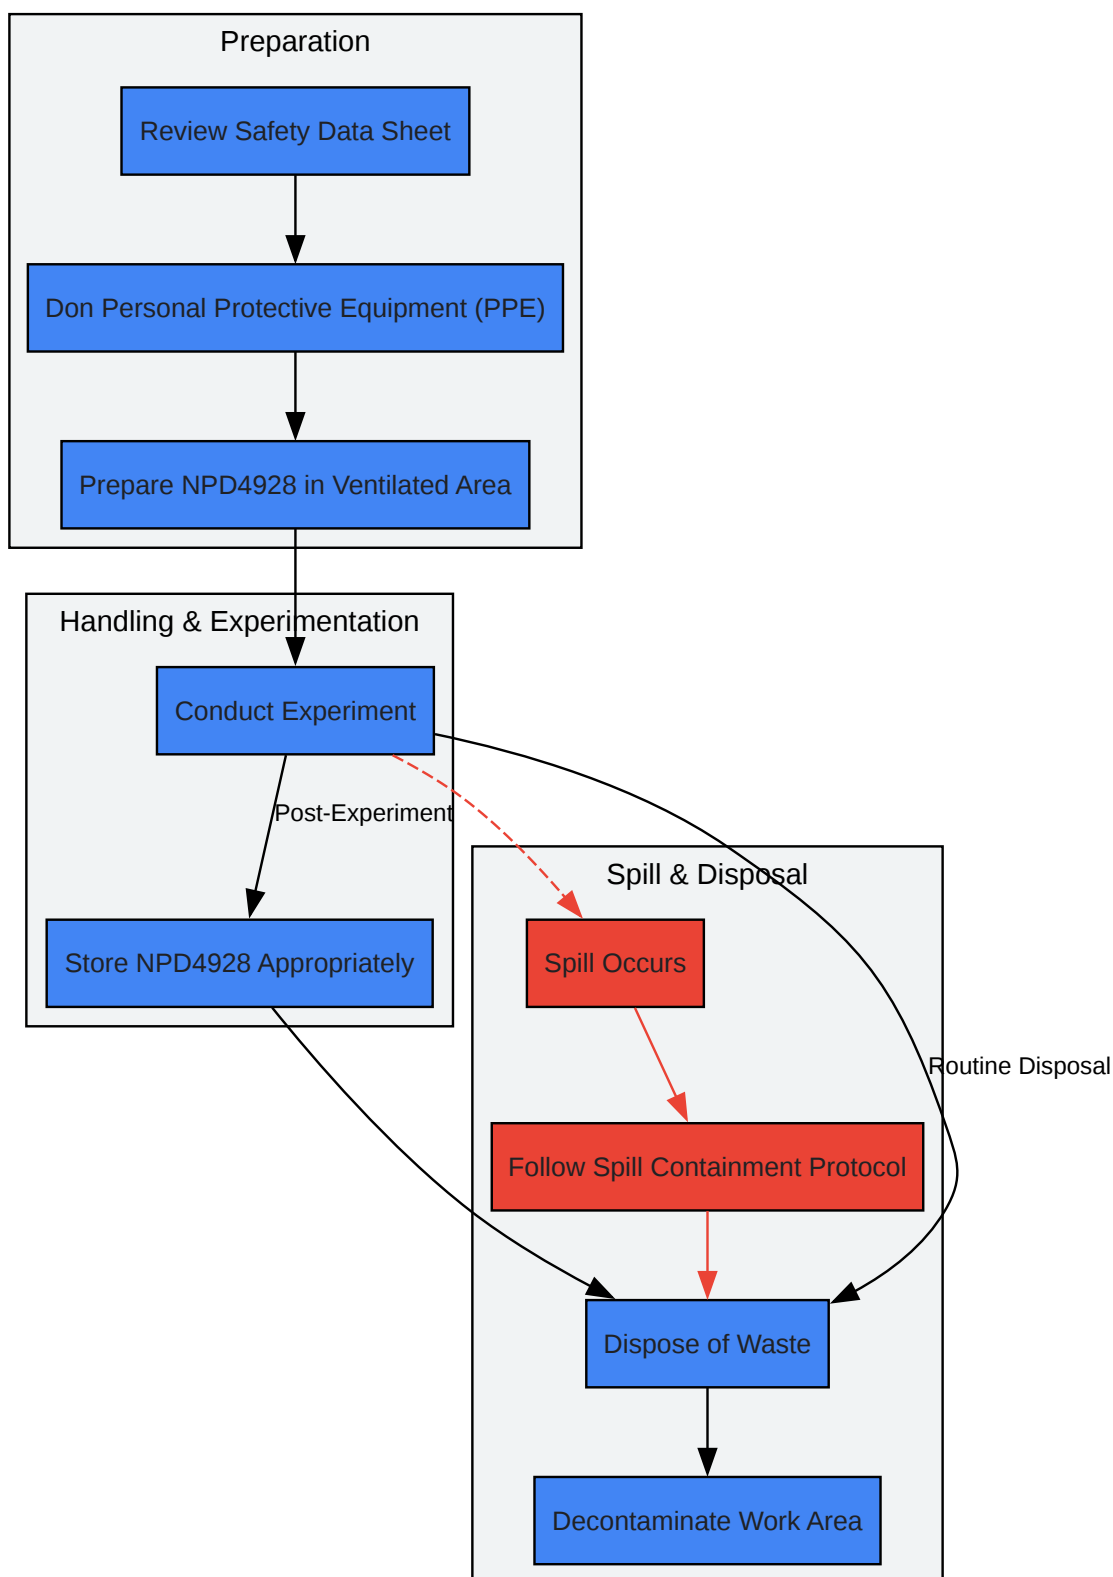 Preparation
Review Safety Data Sheet
Don Personal Protective Equipment (PPE)
Prepare NPD4928 in Ventilated Area
Handling & Experimentation
Conduct Experiment
Post-Experiment
Store NPD4928 Appropriately
Spill & Disposal
Spill Occurs
Routine Disposal
Follow Spill Containment Protocol
Dispose of Waste
Decontaminate Work Area